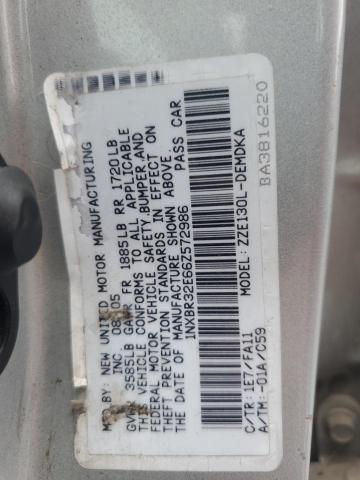 MFD.BY: NEW UNITED MOTOR MANUFACTURING
INC 08/05
GVWR 3585LB GAWR FR 1885LB RR 1720LB
THIS VEHICLE CONFORMS TO ALL APPLICABLE
FEDERAL MOTOR VEHICLE SAFETY,BUMPER,AND
THEFT PREVENTION STANDARDS IN EFFECT ON
THE DATE OF MANUFACTURE SHOWN ABOVE
1NXBR32E66Z572986 PASS CAR
C/TR: 1E7/FA11 MODEL: ZZE130L-DEMDKA
A/TM: -01A/C59
BA3816220